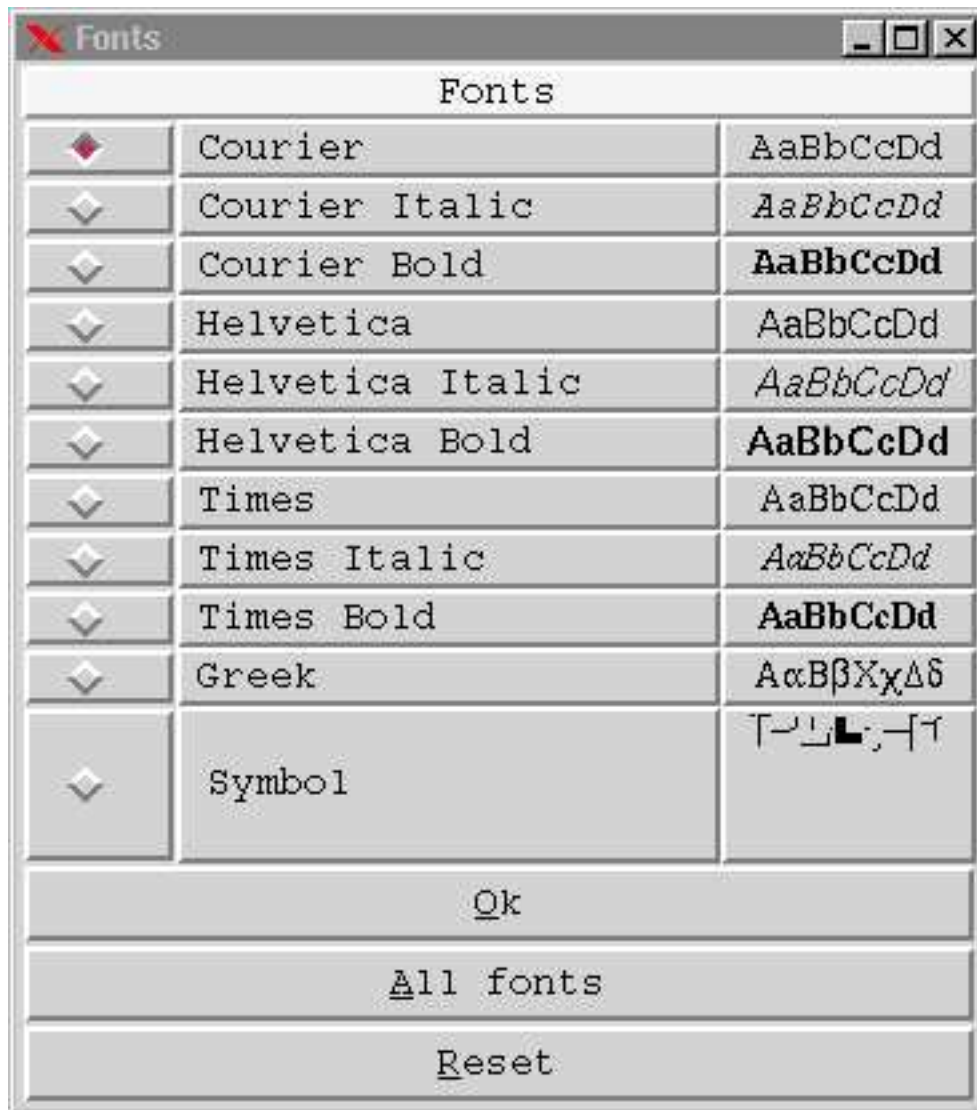 Fonts
Fonts
Courier AaBbCcDd
Courier Italic AaBbCcDd
Courier Bold AaBbCcDd
Helvetica AaBbCcDd
Helvetica Italic AaBbCcDd
Helvetica Bold AaBbCcDd
Times AaBbCcDd
Times Italic AaBbCcDd
Times Bold AaBbCcDd
Greek ΑαΒβΧχΔδ
Symbol
Ok
All fonts
Reset